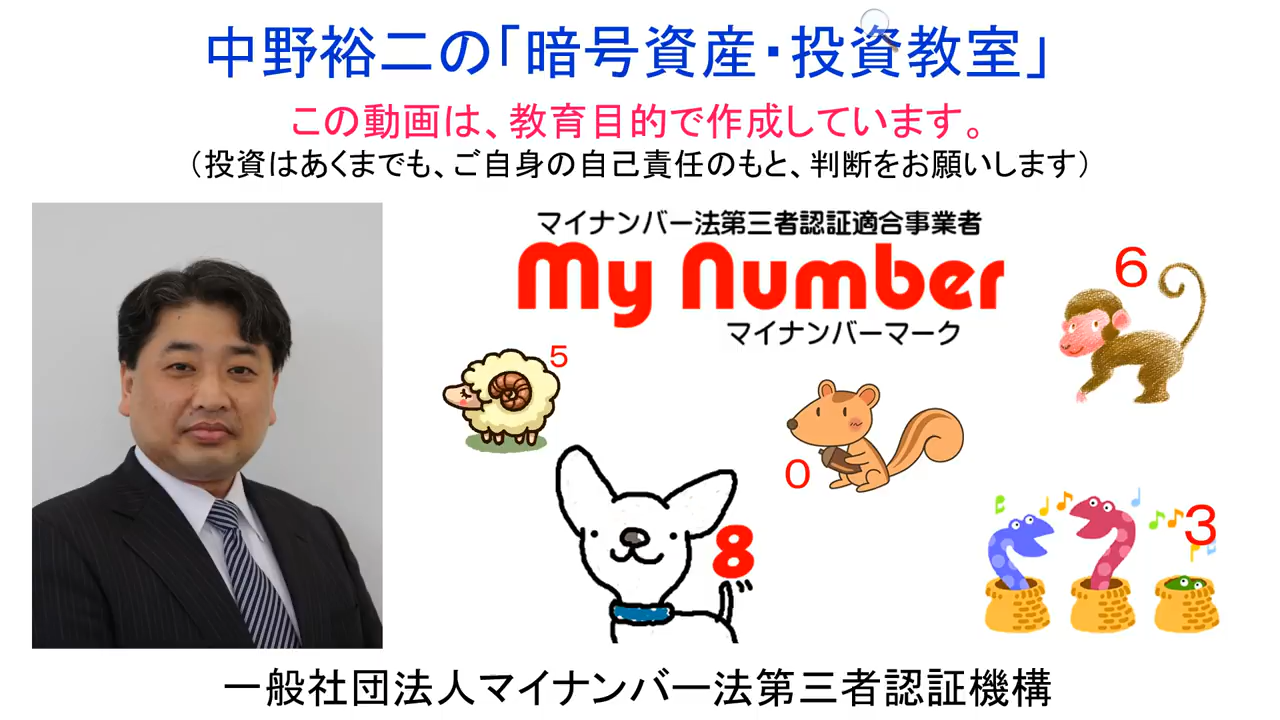 中野裕二の「暗号資産・投資教室」
この動画は、教育目的で作成しています。
（投資はあくまでも、ご自身の自己責任のもと、判断をお願いします）
マイナンバー法第三者認証適合事業者
My Number
マイナンバーマーク
6
5
0
8
3
一般社団法人マイナンバー法第三者認証機構